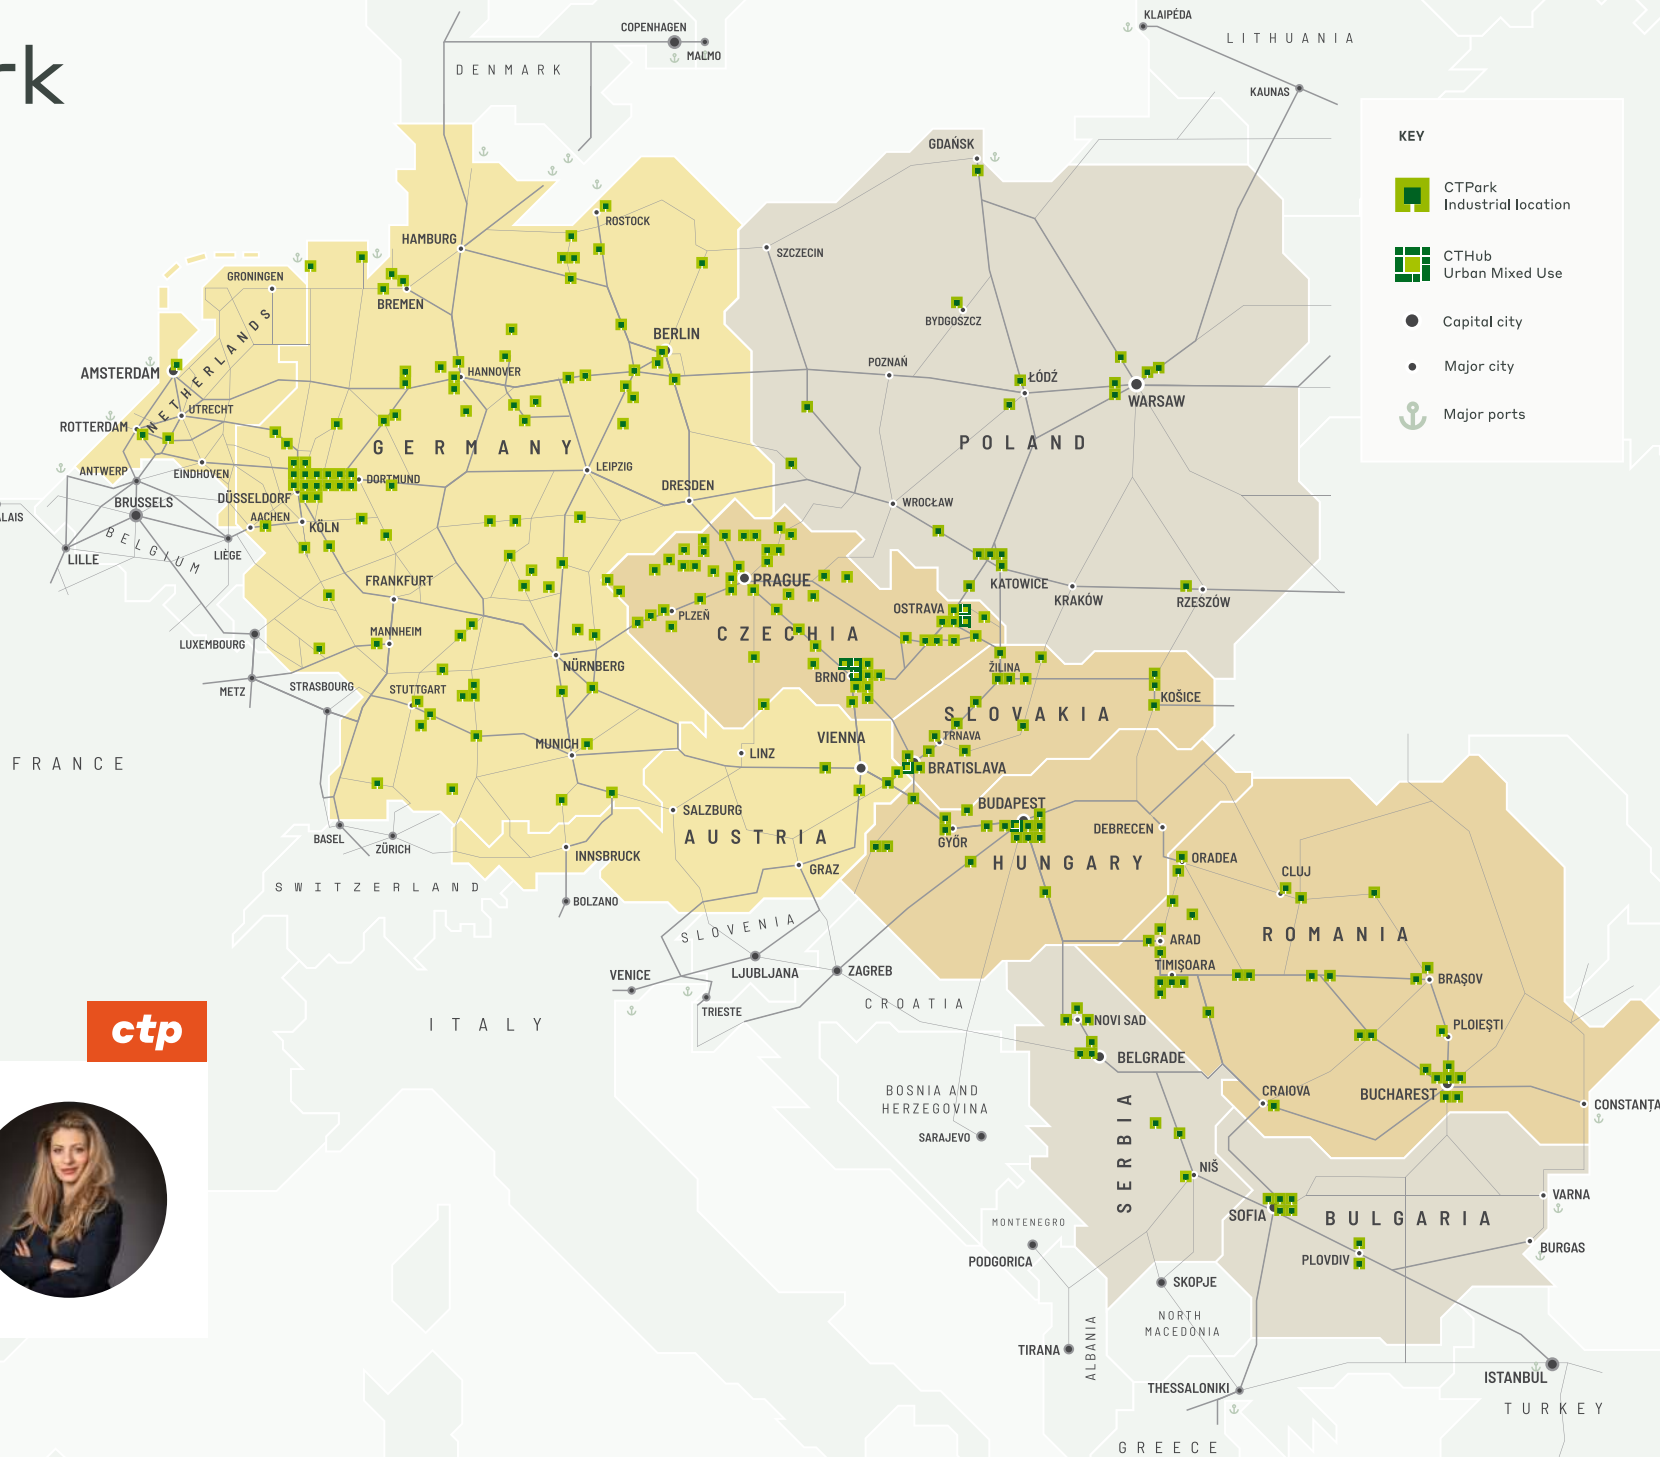 rk
KEY
CTPark
Industrial location
CTHub
Urban Mixed Use
Capital city
Major city
Major ports
KLAIPÉDA
LITHUANIA
KAUNAS
COPENHAGEN
MALMO
DENMARK
GDAŃSK
ROSTOCK
HAMBURG
SZCZECIN
GRONINGEN
BREMEN
BYDGOSZCZ
BERLIN
NETHERLANDS
AMSTERDAM
HANNOVER
POZNAŃ
ŁÓDŹ
WARSAW
UTRECHT
ROTTERDAM
GERMANY
POLAND
ANTWERP
EINDHOVEN
DORTMUND
LEIPZIG
DRESDEN
DÜSSELDORF
BRUSSELS
WROCŁAW
LAIS
AACHEN
KÖLN
BELGIUM
LIÈGE
LILLE
FRANKFURT
PRAGUE
KATOWICE
KRAKÓW
RZESZÓW
OSTRAVA
PLZEŇ
CZECHIA
MANNHEIM
LUXEMBOURG
NÜRNBERG
ŽILINA
BRNO
METZ
STRASBOURG
STUTTGART
KOŠICE
SLOVAKIA
TRNAVA
VIENNA
MUNICH
LINZ
FRANCE
BRATISLAVA
SALZBURG
BUDAPEST
DEBRECEN
BASEL
ZÜRICH
AUSTRIA
GYŐR
HUNGARY
INNSBRUCK
ORADEA
GRAZ
CLUJ
SWITZERLAND
BOLZANO
SLOVENIA
ROMANIA
ARAD
TIMIȘOARA
LJUBLJANA
ZAGREB
VENICE
BRAȘOV
TRIESTE
CROATIA
ITALY
NOVI SAD
PLOIEȘTI
ctp
BELGRADE
BOSNIA AND
HERZEGOVINA
CRAIOVA
BUCHAREST
CONSTANȚA
SARAJEVO
SERBIA
NIŠ
VARNA
SOFIA
BULGARIA
MONTENEGRO
PODGORICA
PLOVDIV
BURGAS
SKOPJE
NORTH
MACEDONIA
TIRANA
ALBANIA
ISTANBUL
THESSALONIKI
TURKEY
GREECE